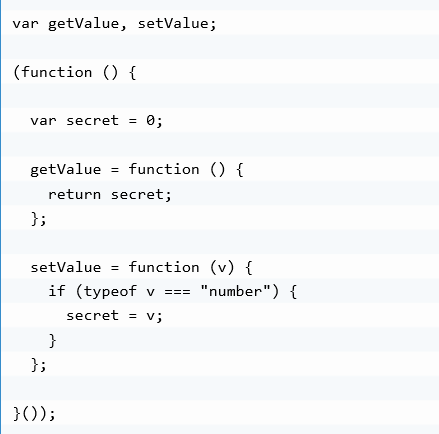 var getValue, setValue;
(function () {
  var secret = 0;
  getValue = function () {
    return secret;
  };
  setValue = function (v) {
    if (typeof v === "number") {
      secret = v;
    }
  };
}());